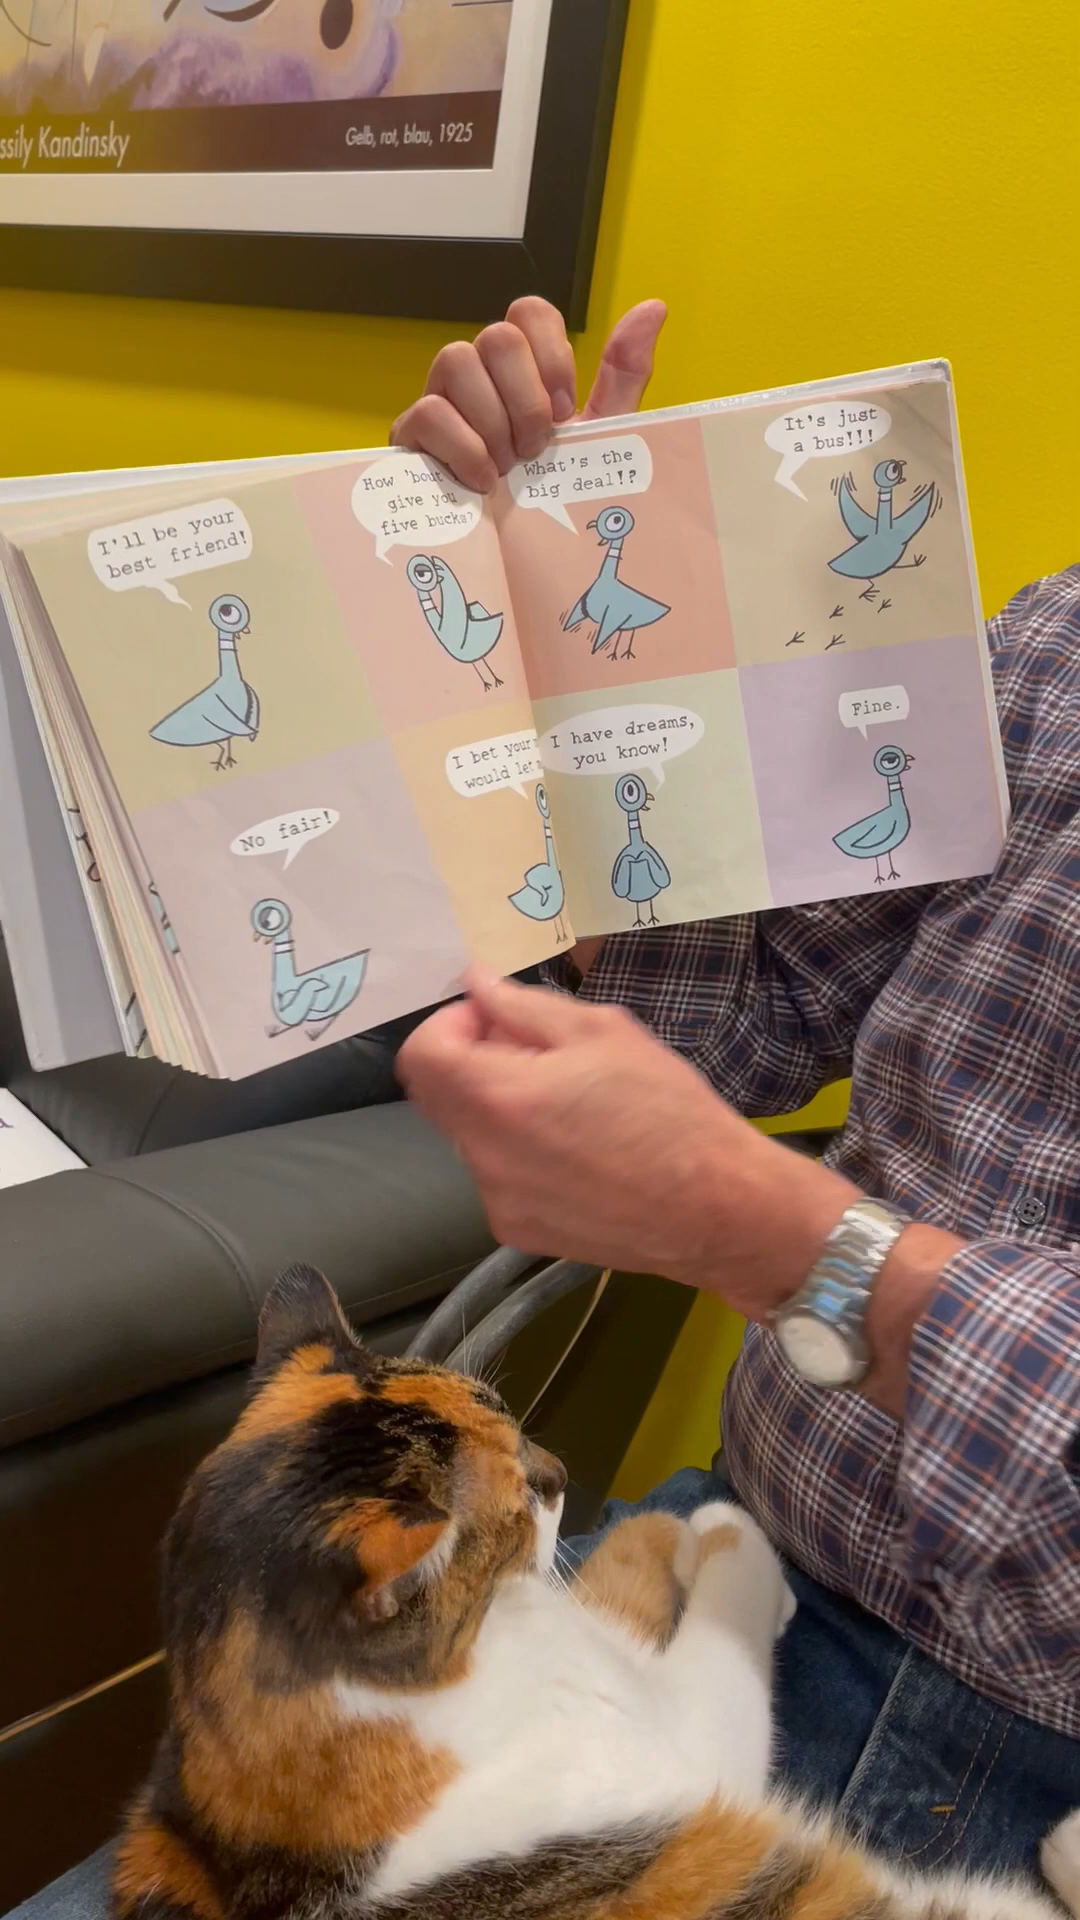 ssily Kandinsky
Gelb, rot, blau, 1925
I'll be your
best friend!
How 'bout
give you
five bucks?
No fair!
I bet your
would let
What's the
big deal!?
It's just
a bus!!!
I have dreams,
you know!
Fine.